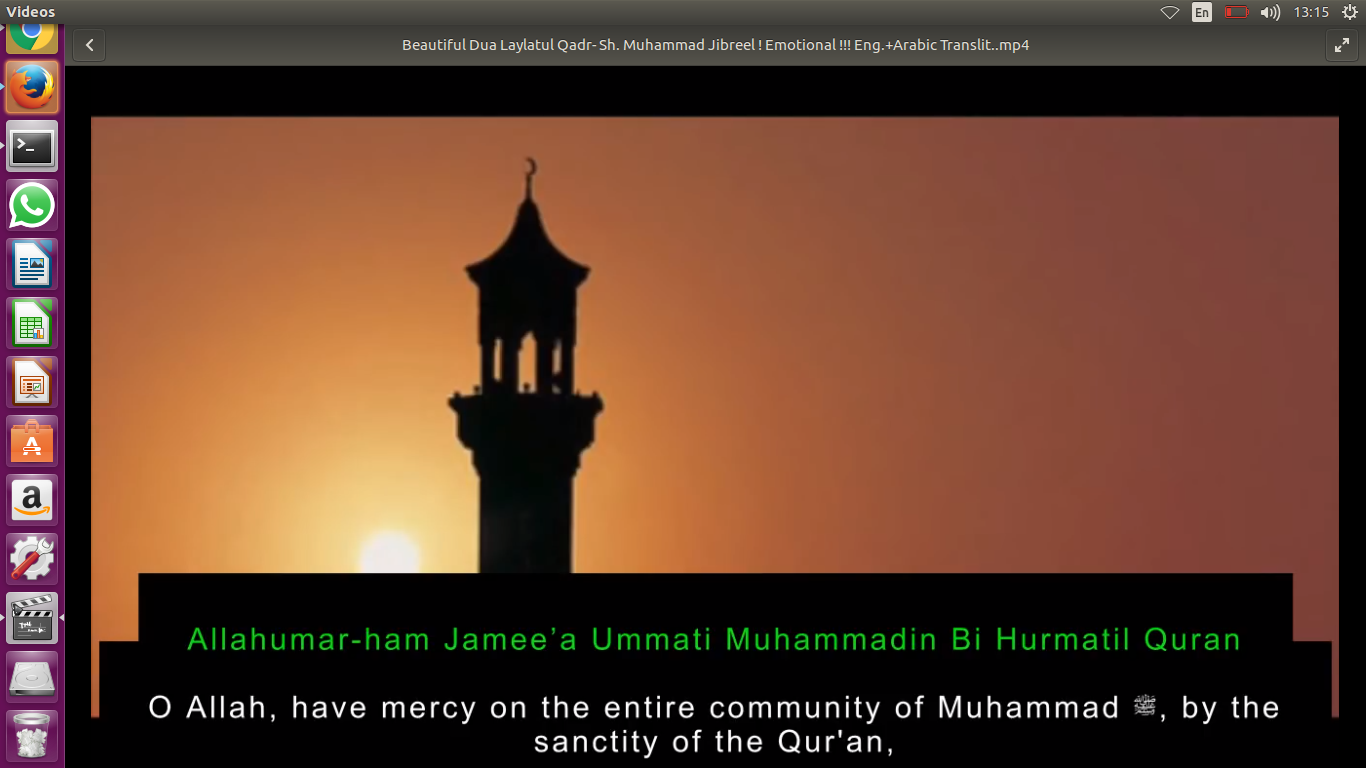 Videos
En
13:15
Beautiful Dua Laylatul Qadr- Sh. Muhammad Jibreel ! Emotional !!! Eng.+Arabic Translit..mp4
Allahumar-ham Jamee’a Ummati Muhammadin Bi Hurmatil Quran
O Allah, have mercy on the entire community of Muhammad ﷺ, by the
sanctity of the Qur'an,